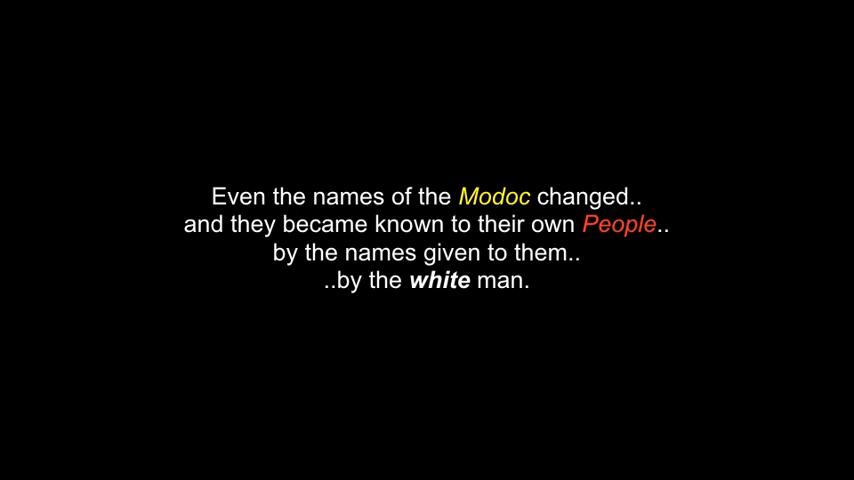 Even the names of the Modoc changed..
and they became known to their own People..
by the names given to them..
..by the white man.